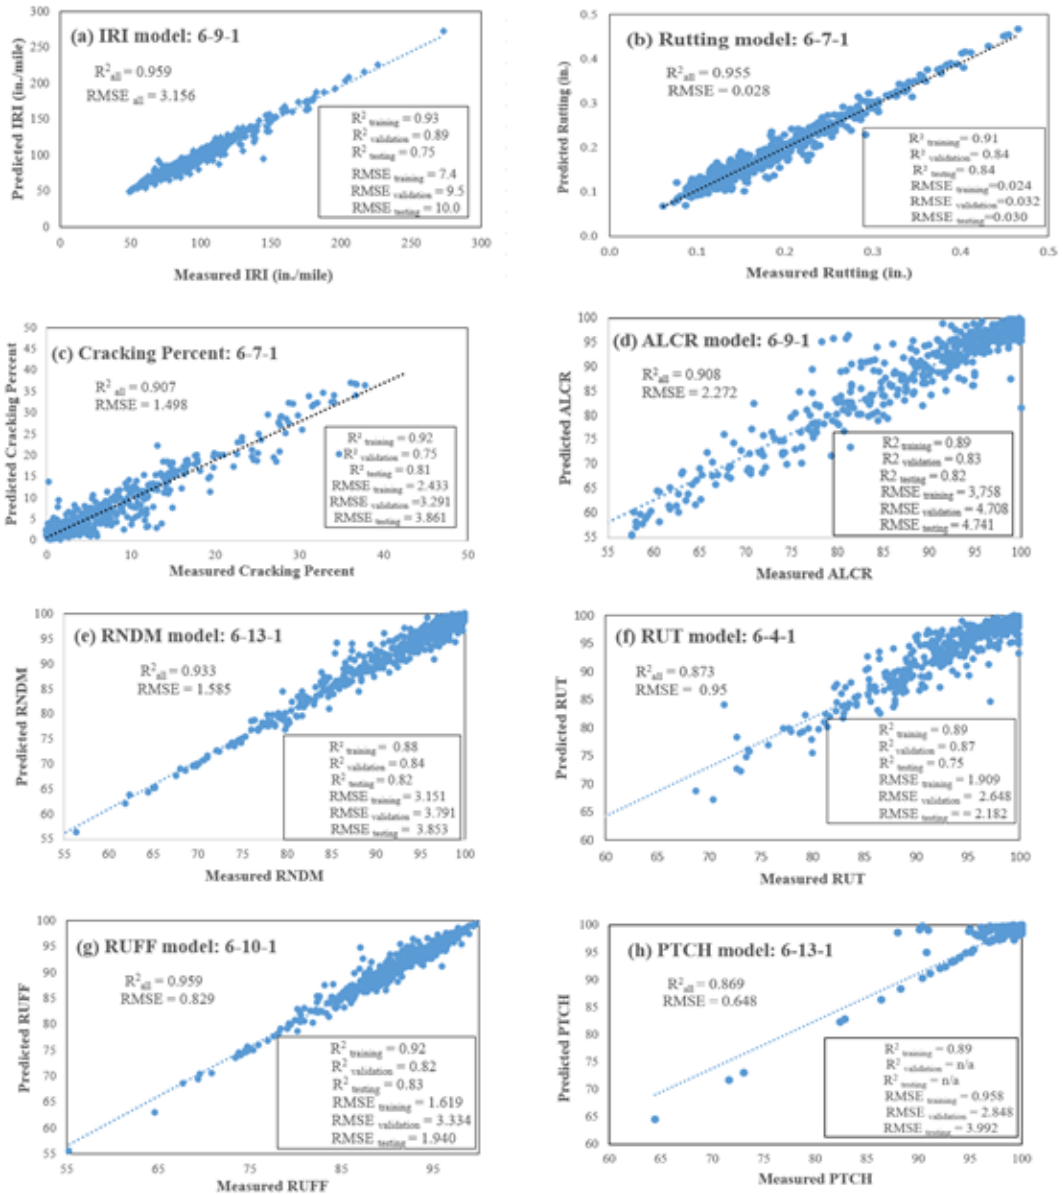 (a) IRI model: 6-9-1
R²all = 0.959
RMSE all = 3.156
R² training = 0.93
R² validation = 0.89
R² testing = 0.75
RMSE training = 7.4
RMSE validation = 9.5
RMSE testing = 10.0
Predicted IRI (in./mile)
300
250
200
150
100
50
0
0 50 100 150 200 250 300
Measured IRI (in./mile)
(b) Rutting model: 6-7-1
R²all = 0.955
RMSE = 0.028
R² training = 0.91
R² validation = 0.84
R² testing = 0.84
RMSE training=0.024
RMSE validation=0.032
RMSE testing=0.030
Predicted Rutting (in.)
0.5
0.4
0.3
0.2
0.1
0.0
0.0 0.1 0.2 0.3 0.4 0.5
Measured Rutting (in.)
(c) Cracking Percent: 6-7-1
R²all = 0.907
RMSE = 1.498
R² training = 0.92
R² validation = 0.75
R² testing = 0.81
RMSE training = 2.433
RMSE validation =3.291
RMSE testing = 3.861
Predicted Cracking Percent
50
45
40
35
30
25
20
15
10
5
0
0 10 20 30 40 50
Measured Cracking Percent
(d) ALCR model: 6-9-1
R²all = 0.908
RMSE = 2.272
R2 training = 0.89
R2 validation = 0.83
R2 testing = 0.82
RMSE training = 3,758
RMSE validation = 4.708
RMSE testing = 4.741
Predicted ALCR
100
95
90
85
80
75
70
65
60
55
55 60 65 70 75 80 85 90 95 100
Measured ALCR
(e) RNDM model: 6-13-1
R²all = 0.933
RMSE = 1.585
R² training = 0.88
R² validation = 0.84
R² testing = 0.82
RMSE training = 3.151
RMSE validation = 3.791
RMSE testing = 3.853
Predicted RNDM
100
95
90
85
80
75
70
65
60
55
55 60 65 70 75 80 85 90 95 100
Measured RNDM
(f) RUT model: 6-4-1
R²all = 0.873
RMSE = 0.95
R² training = 0.89
R² validation = 0.87
R² testing = 0.75
RMSE training = 1.909
RMSE validation = 2.648
RMSE testing = = 2.182
Predicted RUT
100
95
90
85
80
75
70
65
60
60 65 70 75 80 85 90 95 100
Measured RUT
(g) RUFF model: 6-10-1
R²all = 0.959
RMSE = 0.829
R² training = 0.92
R² validation = 0.82
R² testing = 0.83
RMSE training = 1.619
RMSE validation = 3.334
RMSE testing = 1.940
Predicted RUFF
100
95
90
85
80
75
70
65
60
55
55 65 75 85 95
Measured RUFF
(h) PTCH model: 6-13-1
R²all = 0.869
RMSE = 0.648
R² training = 0.89
R² validation = n/a
R² testing = n/a
RMSE training = 0.958
RMSE validation = 2.848
RMSE testing = 3.992
Predicted PTCH
100
95
90
85
80
75
70
65
60
60 65 70 75 80 85 90 95 100
Measured PTCH